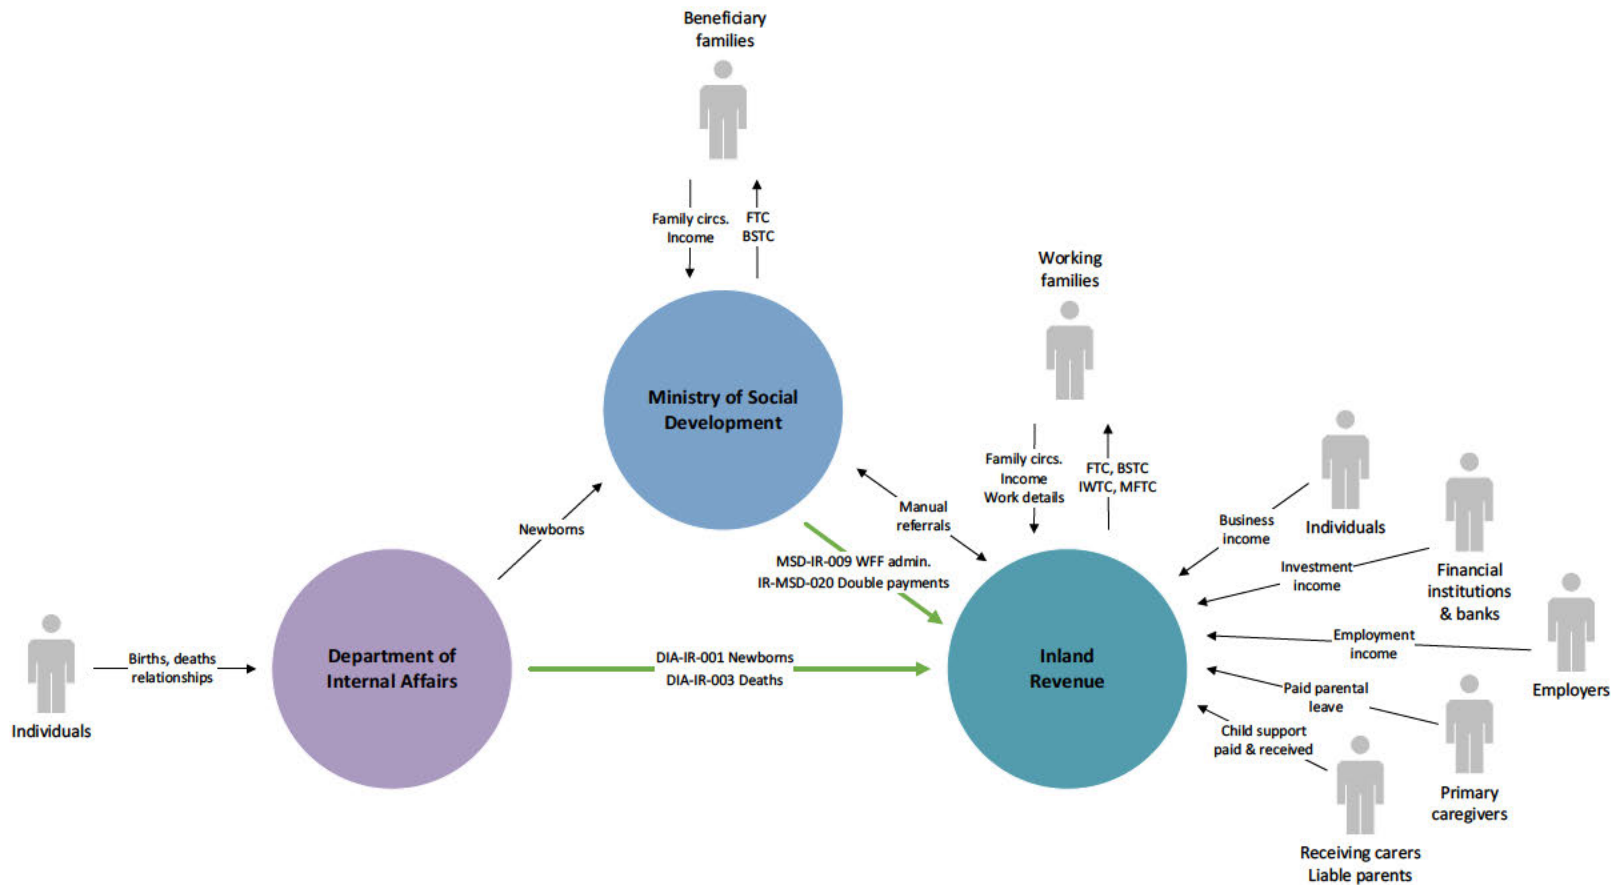 Beneficiary
families
Family circs.
Income
FTC
BSTC
Working
families
Ministry of Social
Development
Family circs.
Income
Work details
FTC, BSTC
IWTC, MFTC
Manual
referrals
Newborns
Business
income
Individuals
Investment
income
Financial
institutions
& banks
MSD-IR-009 WFF admin.
IR-MSD-020 Double payments
Individuals
Births, deaths
relationships
Department of
Internal Affairs
DIA-IR-001 Newborns
DIA-IR-003 Deaths
Inland
Revenue
Employment
income
Employers
Paid parental
leave
Primary
caregivers
Child support
paid & received
Receiving carers
Liable parents